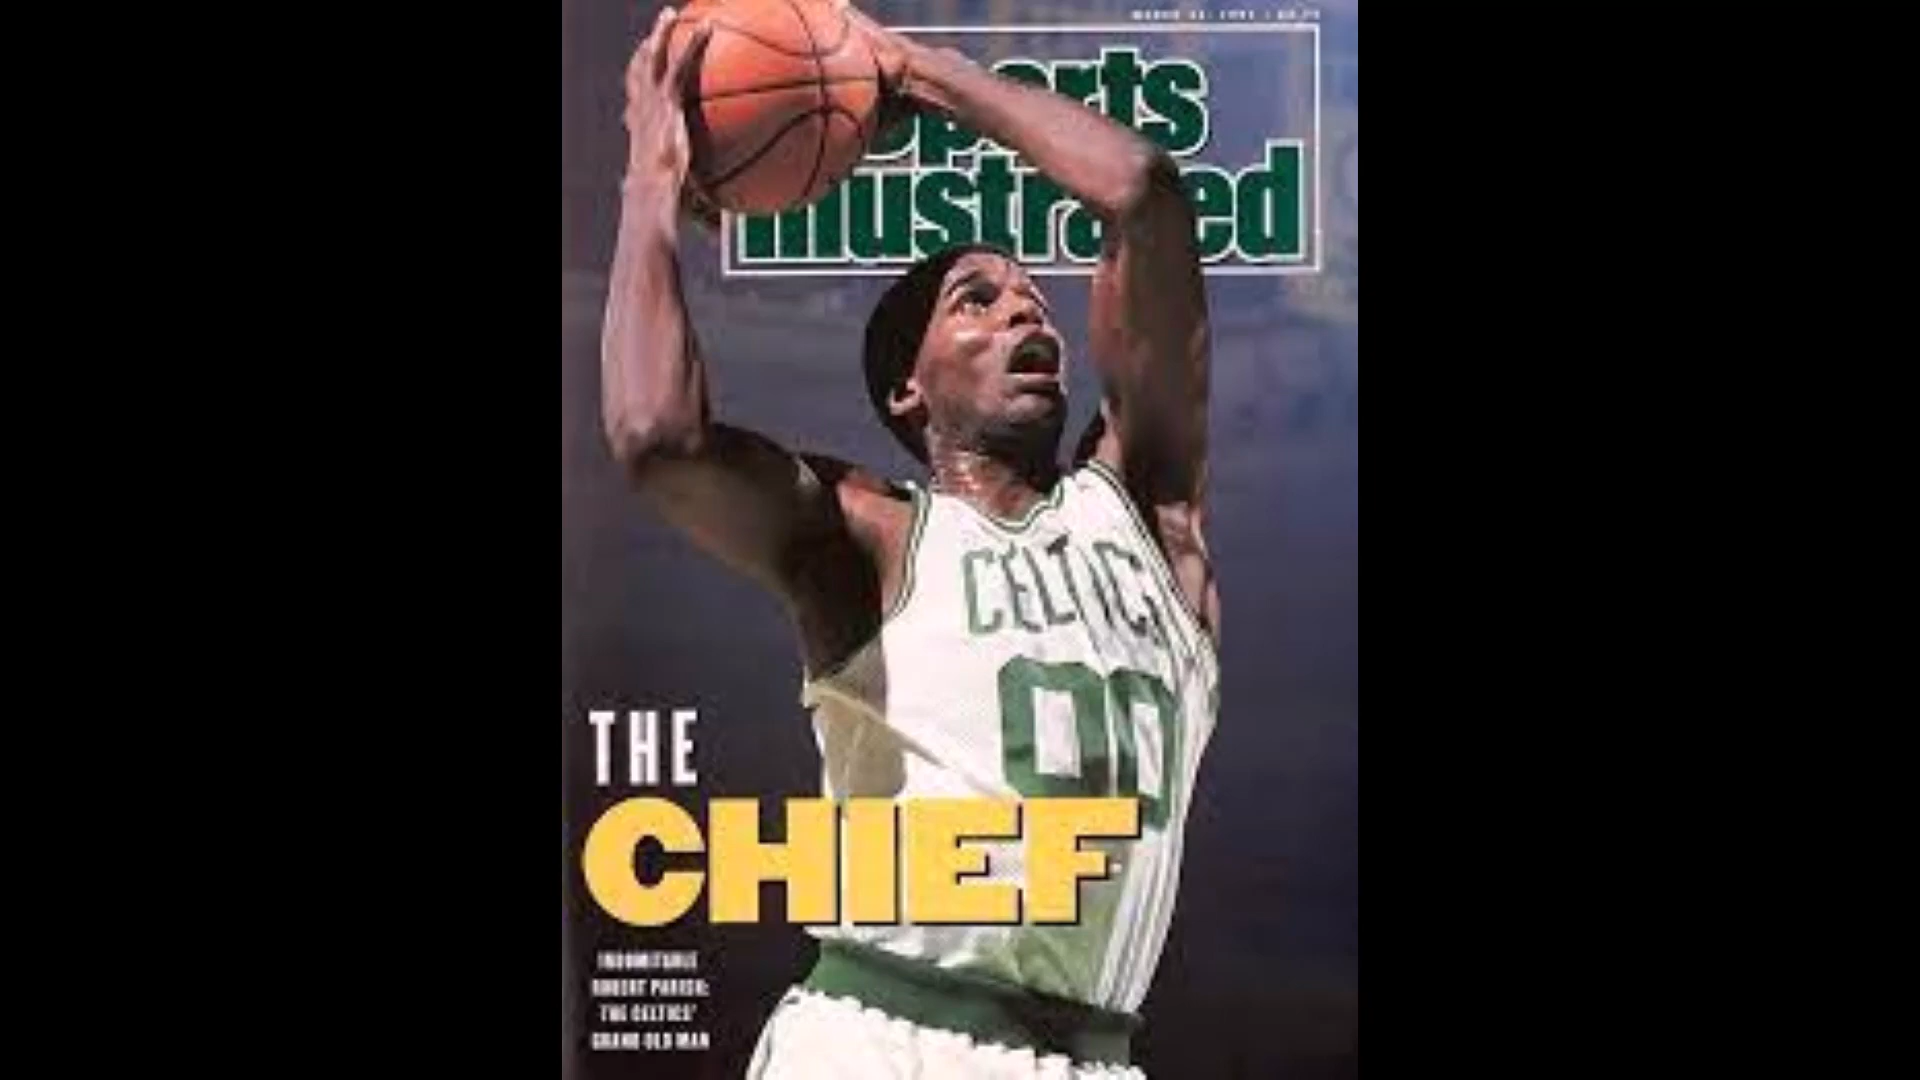 Sports
Illustrated
CELTICS
00
THE
CHIEF
INDOMITABLE
ROBERT PARISH:
THE CELTICS'
GRAND OLD MAN